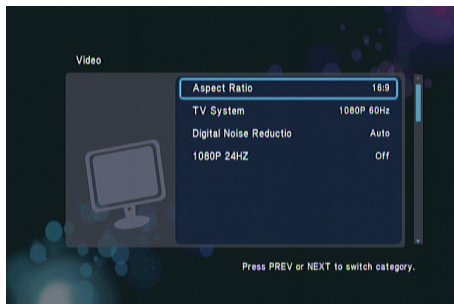 Video
Aspect Ratio 16:9
TV System 1080P 60Hz
Digital Noise Reductio Auto
1080P 24HZ Off
Press PREV or NEXT to switch category.